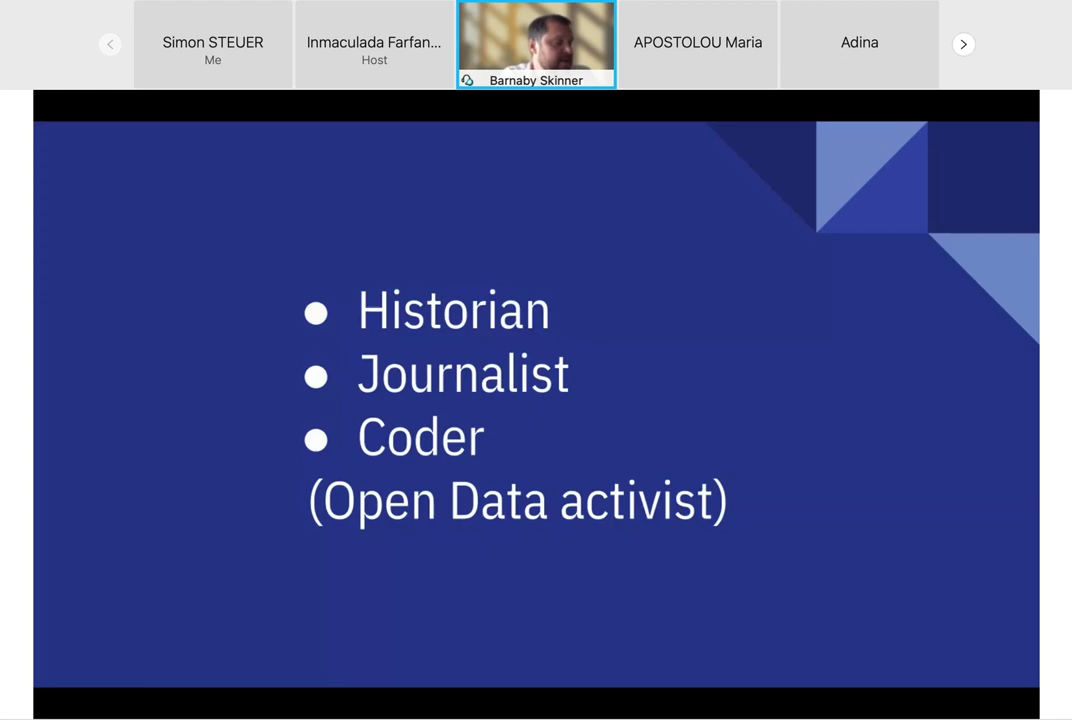 Simon STEUER
Me
Inmaculada Farfan...
Host
Barnaby Skinner
APOSTOLOU Maria
Adina
● Historian
● Journalist
● Coder
(Open Data activist)